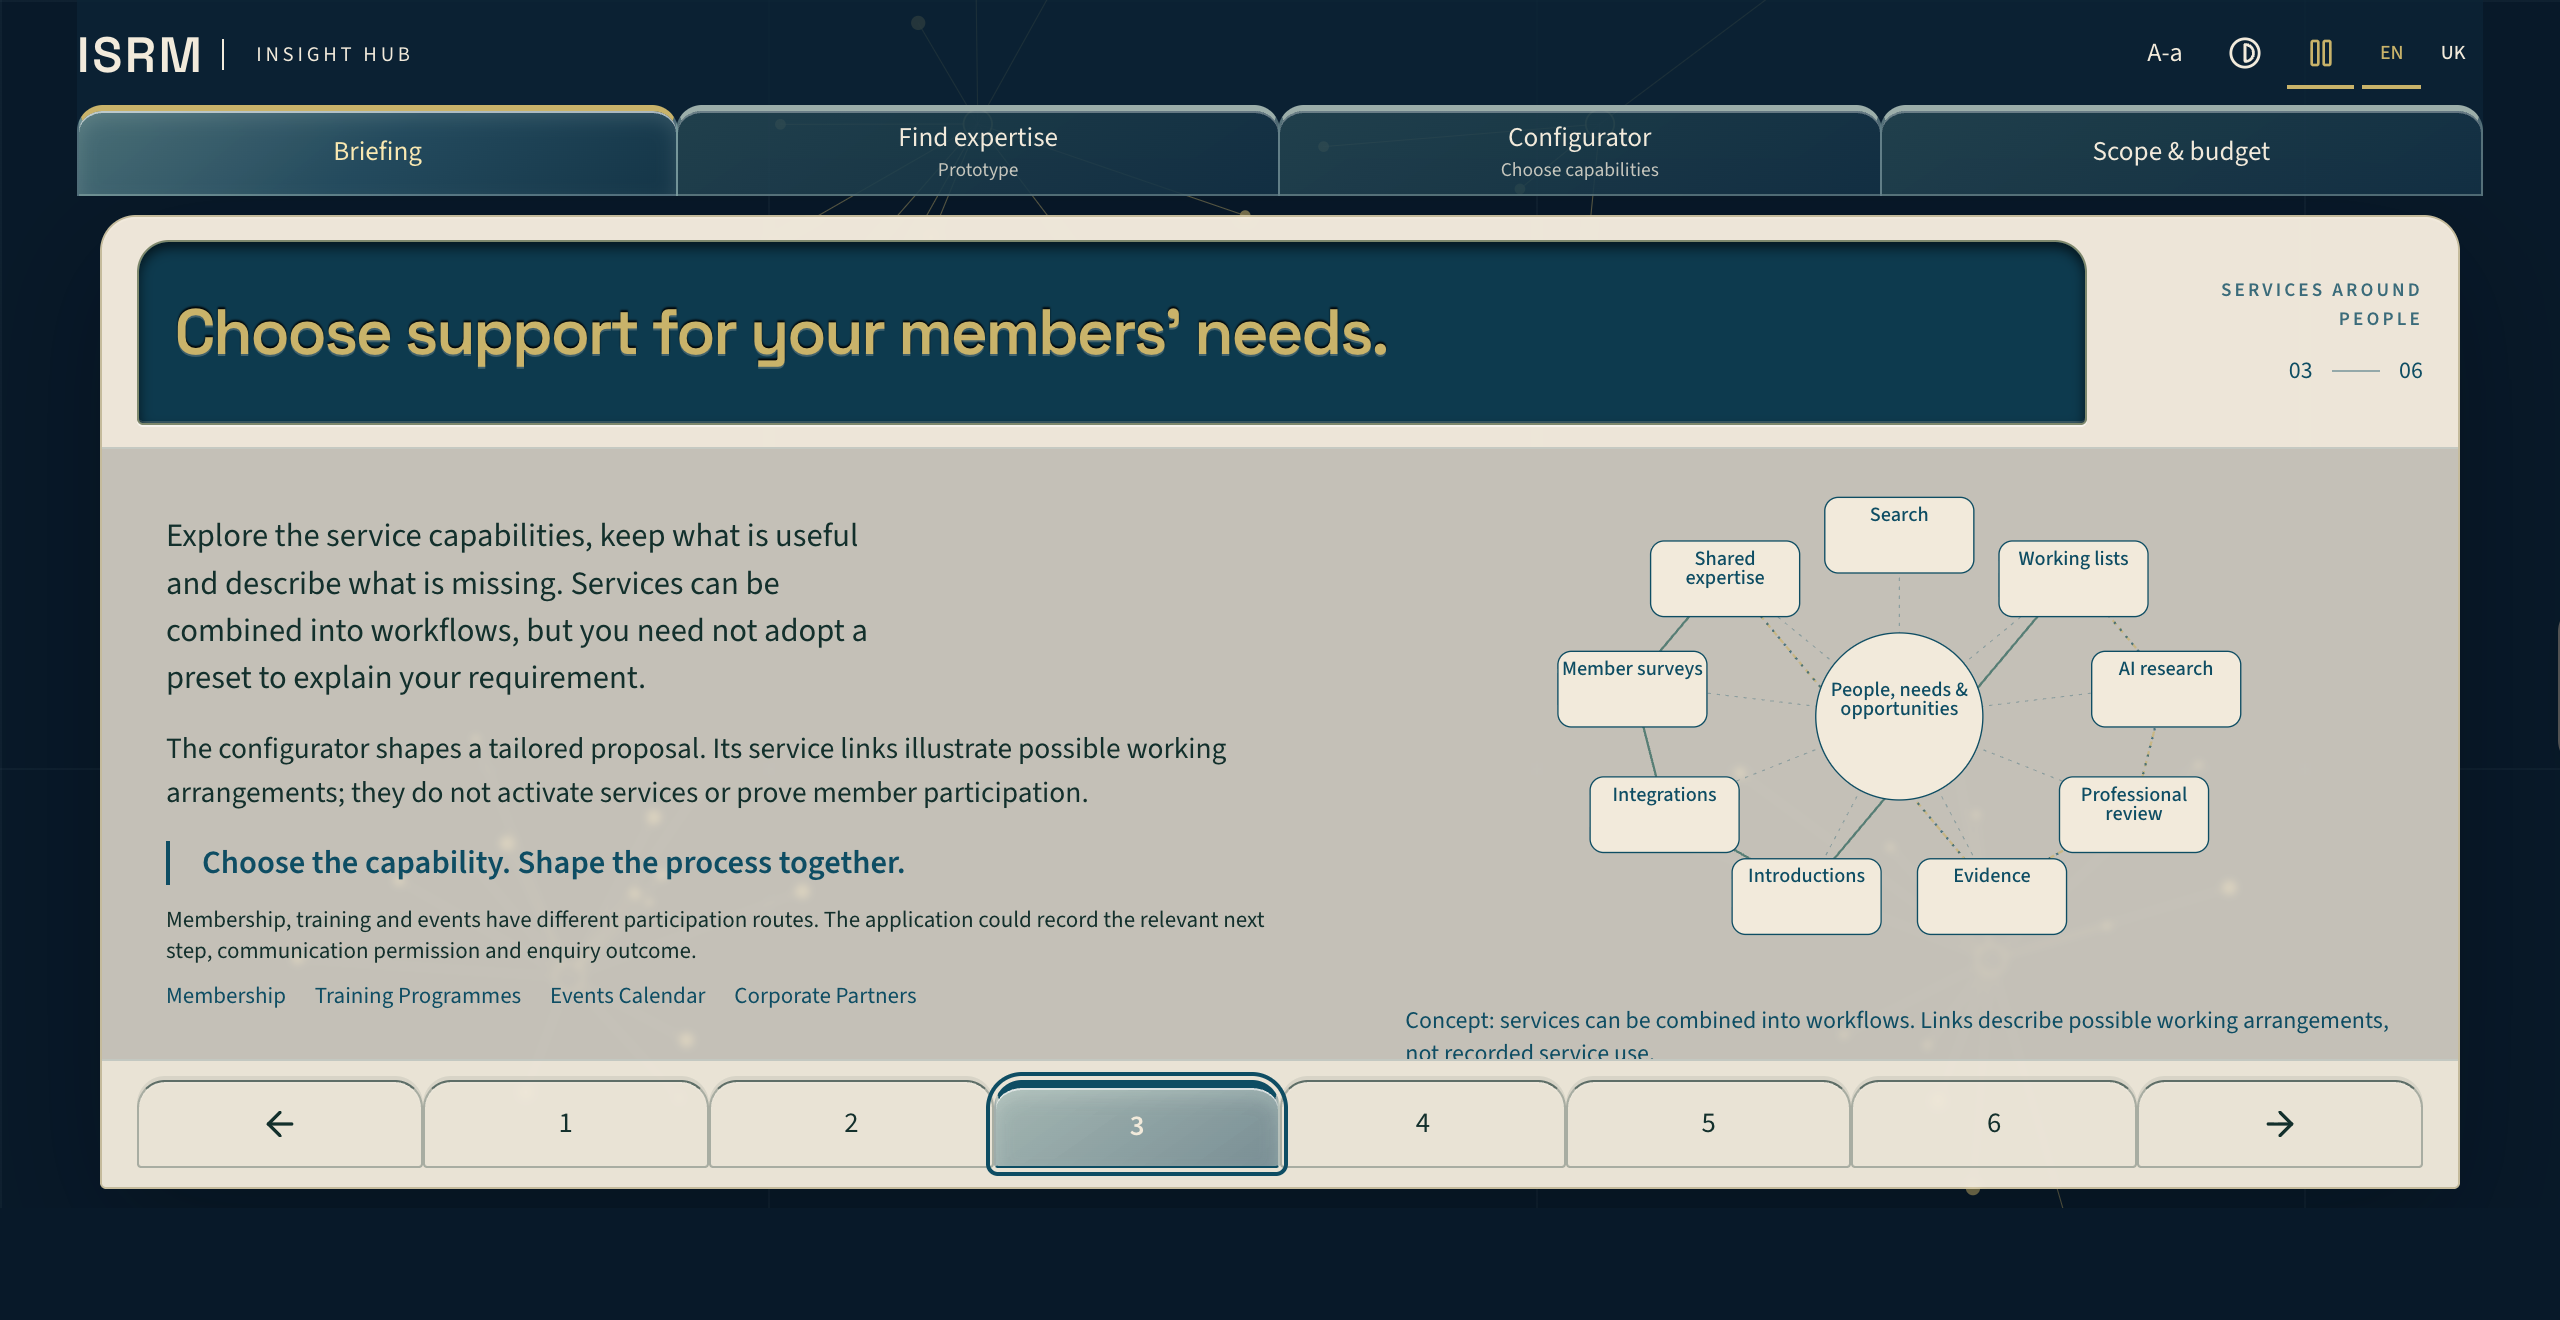 ISRM
INSIGHT HUB
A-a
EN
UK
Briefing
Find expertise
Prototype
Configurator
Choose capabilities
Scope & budget
Choose support for your members’ needs.
SERVICES AROUND
PEOPLE
03
06
Explore the service capabilities, keep what is useful
and describe what is missing. Services can be
combined into workflows, but you need not adopt a
preset to explain your requirement.
The configurator shapes a tailored proposal. Its service links illustrate possible working
arrangements; they do not activate services or prove member participation.
Choose the capability. Shape the process together.
Membership, training and events have different participation routes. The application could record the relevant next
step, communication permission and enquiry outcome.
Membership
Training Programmes
Events Calendar
Corporate Partners
Search
Shared
expertise
Working lists
Member surveys
People, needs &
opportunities
AI research
Integrations
Professional
review
Introductions
Evidence
Concept: services can be combined into workflows. Links describe possible working arrangements,
not recorded service use.
1
2
3
4
5
6